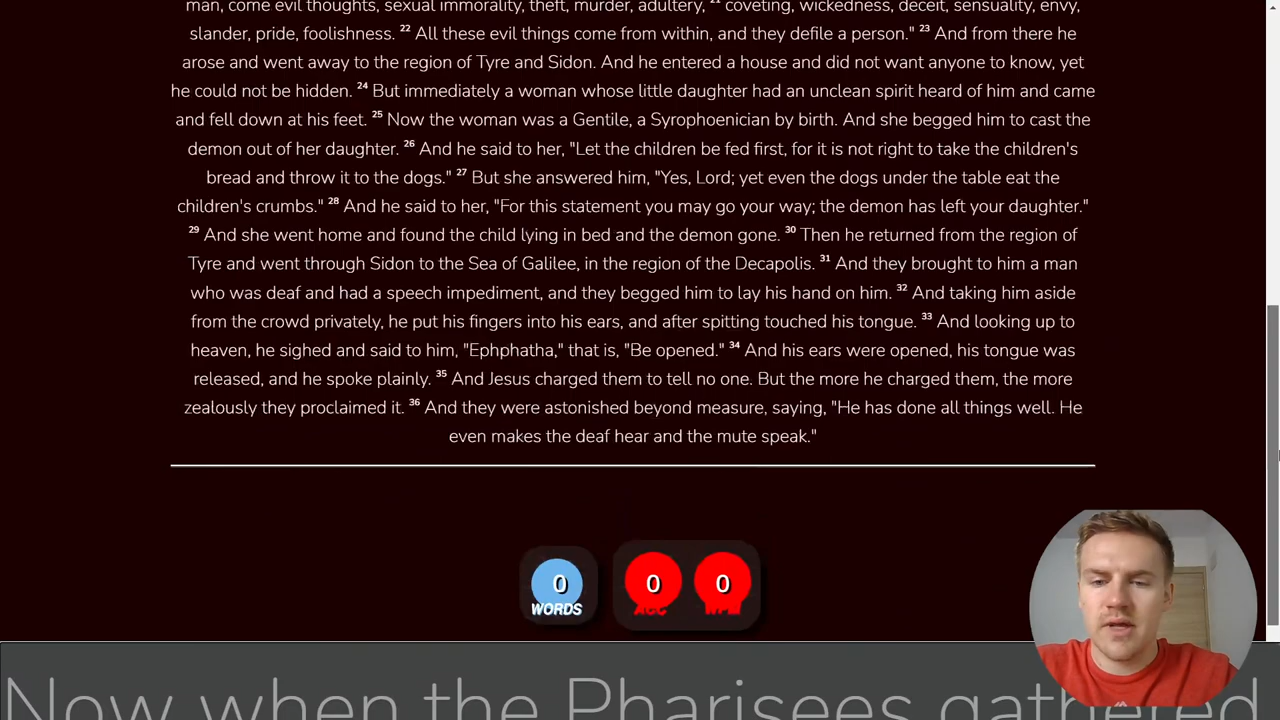 man, come evil thoughts, sexual immorality, theft, murder, adultery, 21 coveting, wickedness, deceit, sensuality, envy,
slander, pride, foolishness. 22 All these evil things come from within, and they defile a person." 23 And from there he
arose and went away to the region of Tyre and Sidon. And he entered a house and did not want anyone to know, yet
he could not be hidden. 24 But immediately a woman whose little daughter had an unclean spirit heard of him and came
and fell down at his feet. 25 Now the woman was a Gentile, a Syrophoenician by birth. And she begged him to cast the
demon out of her daughter. 26 And he said to her, "Let the children be fed first, for it is not right to take the children's
bread and throw it to the dogs." 27 But she answered him, "Yes, Lord; yet even the dogs under the table eat the
children's crumbs." 28 And he said to her, "For this statement you may go your way; the demon has left your daughter."
29 And she went home and found the child lying in bed and the demon gone. 30 Then he returned from the region of
Tyre and went through Sidon to the Sea of Galilee, in the region of the Decapolis. 31 And they brought to him a man
who was deaf and had a speech impediment, and they begged him to lay his hand on him. 32 And taking him aside
from the crowd privately, he put his fingers into his ears, and after spitting touched his tongue. 33 And looking up to
heaven, he sighed and said to him, "Ephphatha," that is, "Be opened." 34 And his ears were opened, his tongue was
released, and he spoke plainly. 35 And Jesus charged them to tell no one. But the more he charged them, the more
zealously they proclaimed it. 36 And they were astonished beyond measure, saying, "He has done all things well. He
even makes the deaf hear and the mute speak."
0 0 0
WORDS ACC WPM
Now when the Pharisees gathered